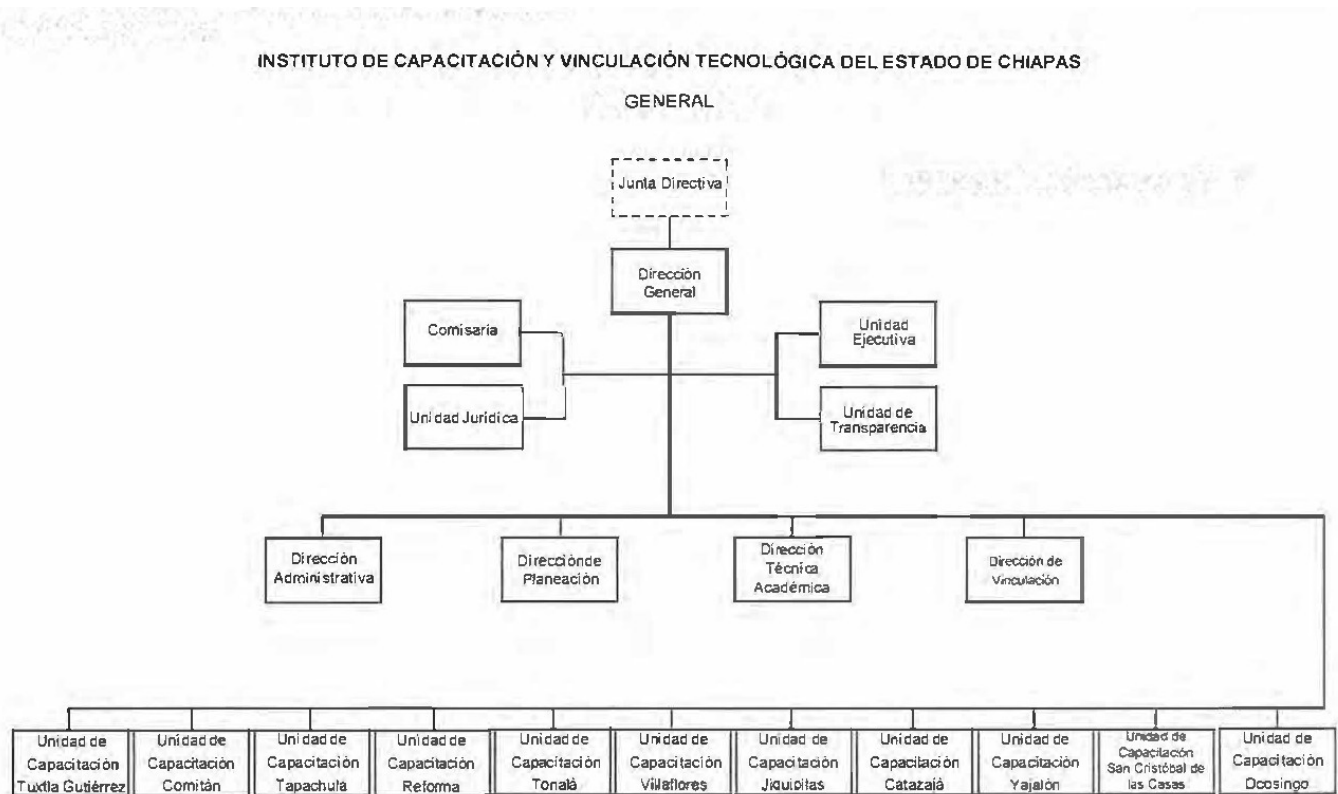 INSTITUTO DE CAPACITACIÓN Y VINCULACIÓN TECNOLÓGICA DEL ESTADO DE CHIAPAS
GENERAL
Junta Directiva
Dirección
General
Comisaria
Unidad
Ejecutiva
Unidad Jurídica
Unidad de
Transparencia
Dirección
Administrativa
Direcciónde
Planeación
Dirección
Técnica
Académica
Dirección de
Vinculación
Unidad de
Capacitación
Tuxtla Gutiérrez
Unidad de
Capacitación
Comitán
Unidad de
Capacitación
Tapachula
Unidad de
Capacitación
Reforma
Unidad de
Capacitación
Tonalá
Unidad de
Capacitación
Villaflores
Unidad de
Capacitación
Jiquipilas
Unidad de
Capacitación
Catazajá
Unidad de
Capacitación
Yajalón
Unidad de
Capacitación
San Cristóbal de
las Casas
Unidad de
Capacitación
Ocosingo